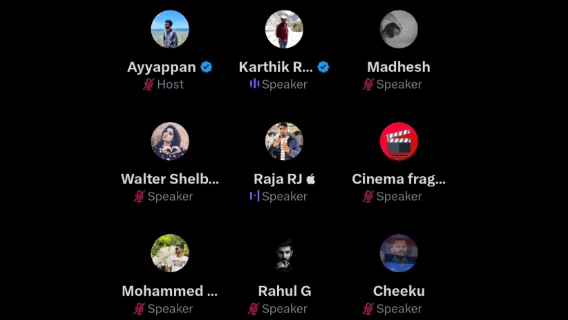 Ayyappan Karthik R... Madhesh
Host Speaker Speaker
Walter Shelb... Raja RJ Cinema frag...
Speaker Speaker Speaker
Mohammed ... Rahul G Cheeku
Speaker Speaker Speaker